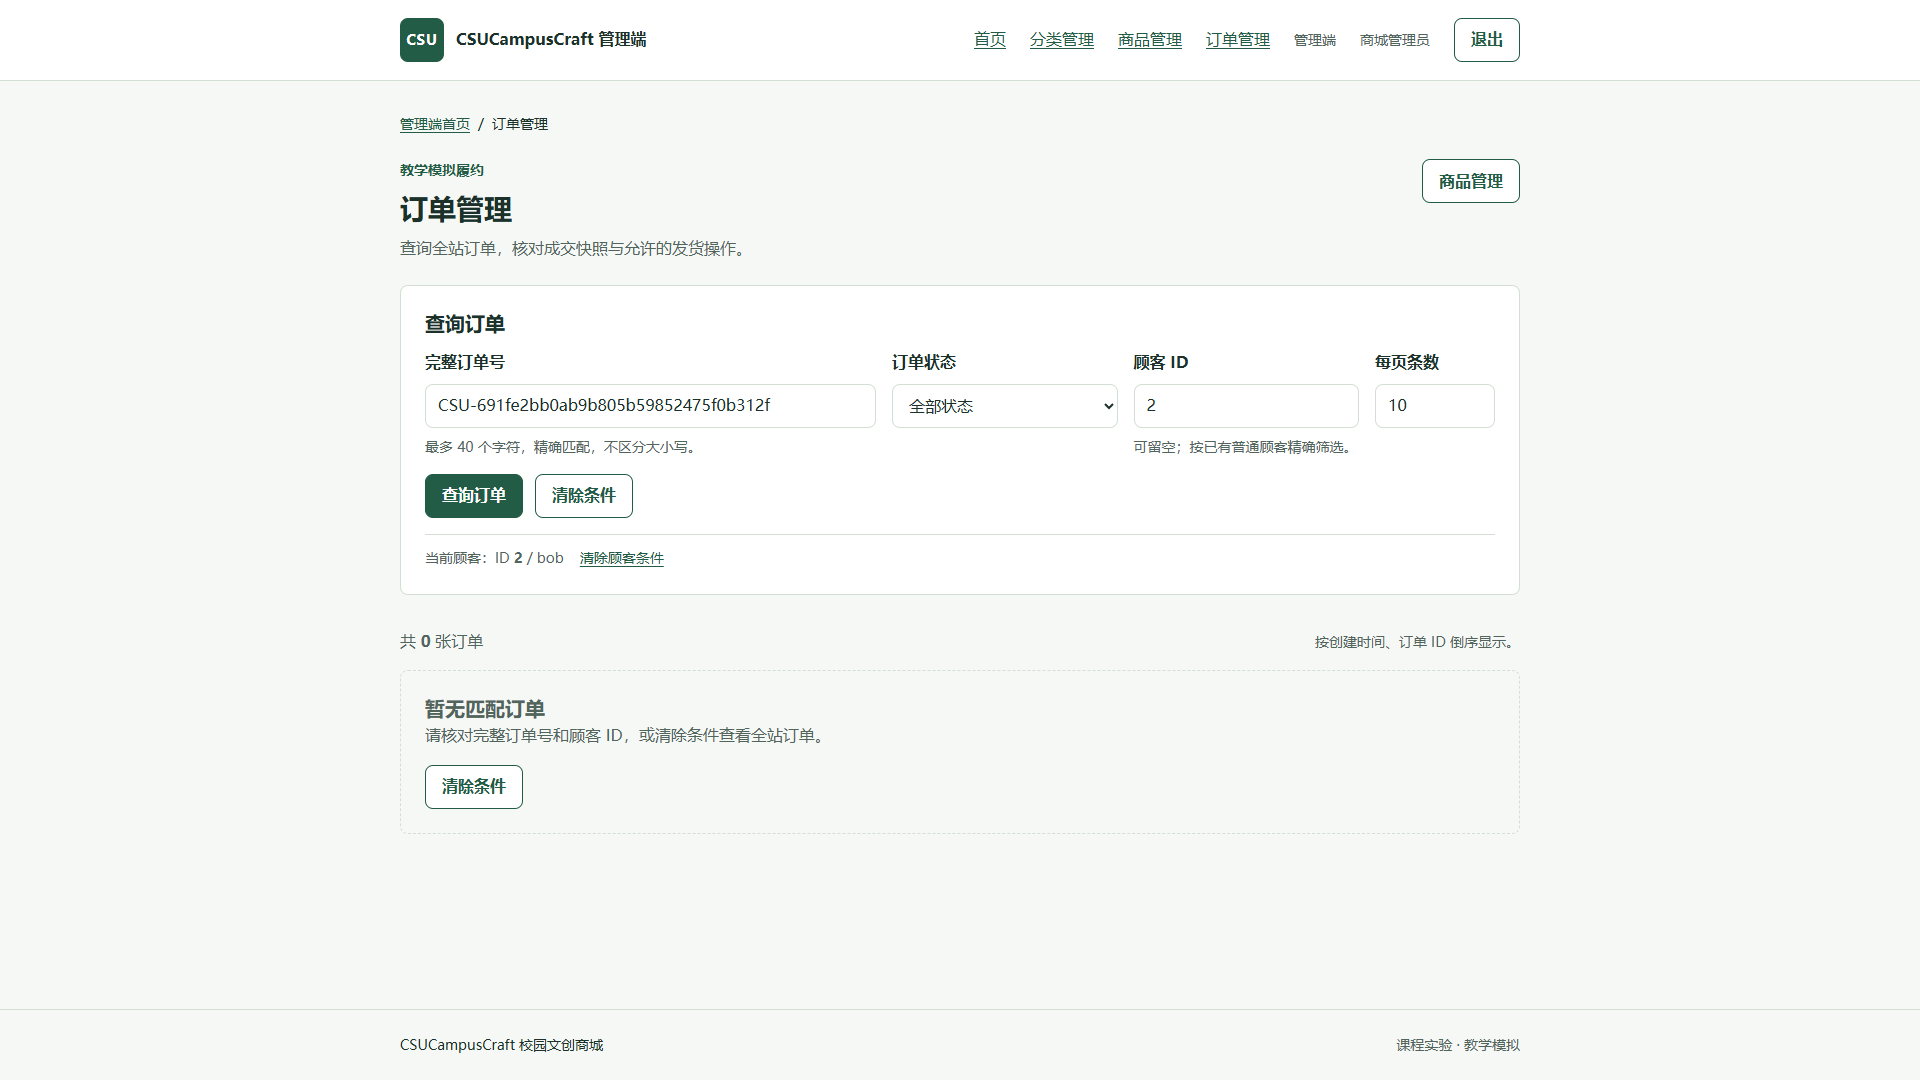 CSU CSUCampusCraft 管理端 首页 分类管理 商品管理 订单管理 管理端 商城管理员 退出
管理端首页 / 订单管理
教学模拟履约
商品管理
订单管理
查询全站订单，核对成交快照与允许的发货操作。
查询订单
完整订单号 订单状态 顾客 ID 每页条数
CSU-691fe2bb0ab9b805b59852475f0b312f 全部状态 2 10
最多 40 个字符，精确匹配，不区分大小写。 可留空；按已有普通顾客精确筛选。
查询订单 清除条件
当前顾客：ID 2 / bob 清除顾客条件
共 0 张订单 按创建时间、订单 ID 倒序显示。
暂无匹配订单
请核对完整订单号和顾客 ID，或清除条件查看全站订单。
清除条件
CSUCampusCraft 校园文创商城 课程实验 · 教学模拟